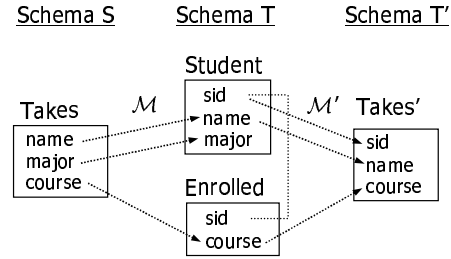 Schema S
Schema T
Schema T'
Takes
name
major
course
M
Student
sid
name
major
Enrolled
sid
course
M'
Takes'
sid
name
course